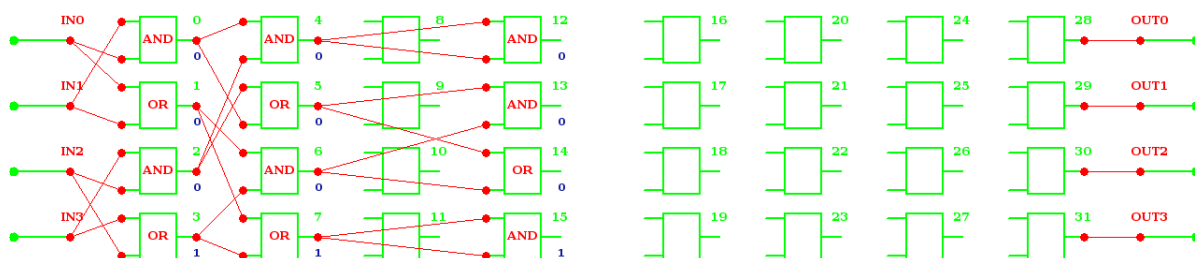 IN0 0 4 8 12 16 20 24 28 OUT0
AND AND AND
0 0 0
IN1 1 5 9 13 17 21 25 29 OUT1
OR OR AND
0 0 0
IN2 2 6 10 14 18 22 26 30 OUT2
AND AND OR
0 0 0
IN3 3 7 11 15 19 23 27 31 OUT3
OR OR AND
1 1 1